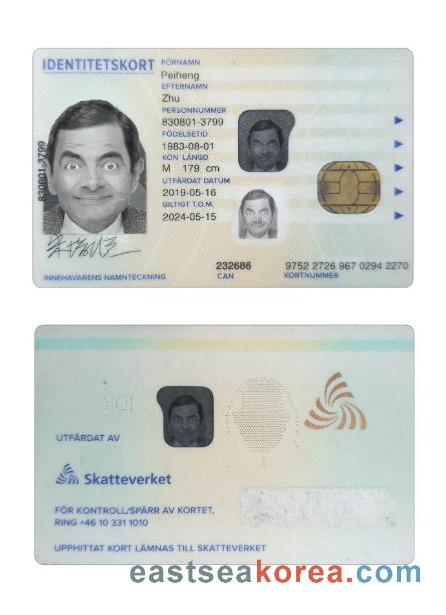 IDENTITETSKORT
FÖRNAMN
Peiheng
EFTERNAMN
Zhu
PERSONNUMMER
830801-3799
FÖDELSETID
1983-08-01
KÖN LÄNGD
M 179 cm
UTFÄRDAT DATUM
2019-05-16
GILTIGT T.O.M.
2024-05-15
830801-3799
INNEHAVARENS NAMNTECKNING
232686
CAN
9752 2726 967 0294 2270
KORTNUMMER
UTFÄRDAT AV
Skatteverket
FÖR KONTROLL/SPÄRR AV KORTET,
RING +46 10 331 1010
UPPHITTAT KORT LÄMNAS TILL SKATTEVERKET
eastseakorea.com